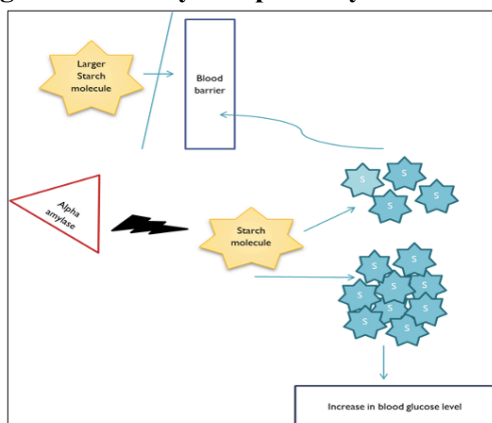 Larger
Starch
molecule
Blood
barrier
Alpha
amylase
Starch
molecule
S
S
S
S
S
S
S
S
S
S
S
S
S
Increase in blood glucose level